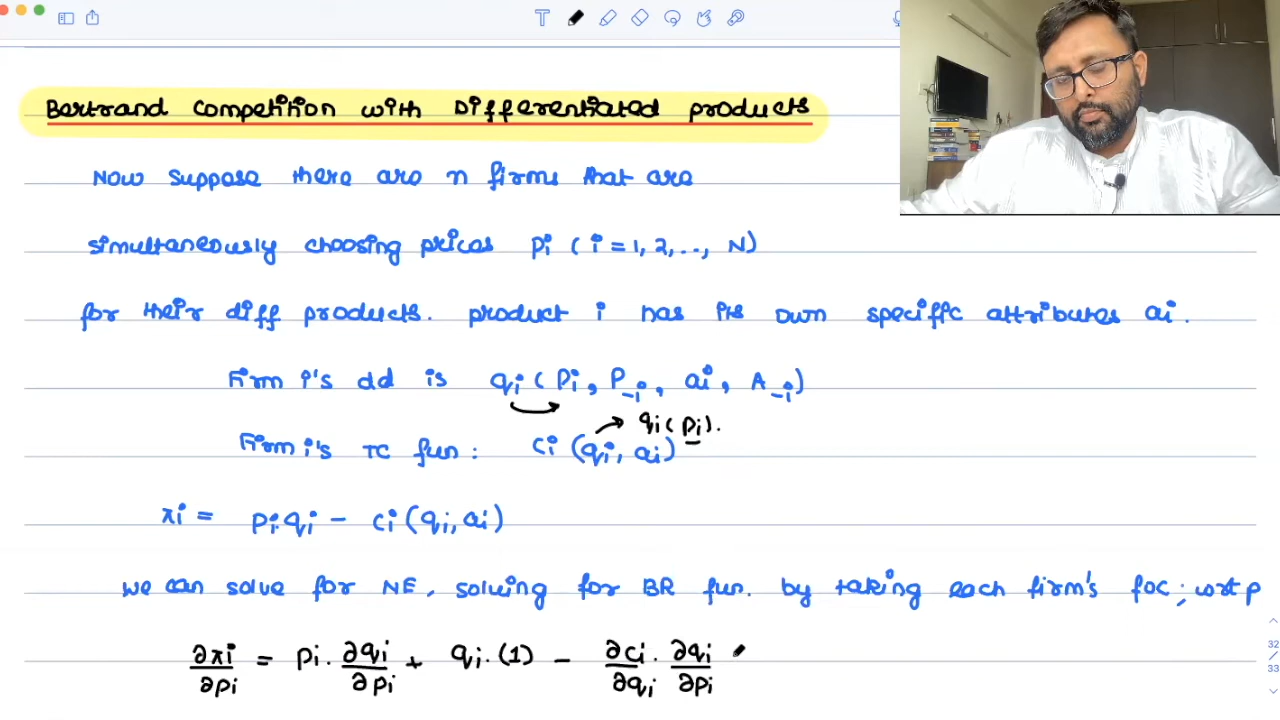 Bertrand Competition with Differentiated products
Now suppose there are n firms that are
simultaneously choosing prices pi ( i = 1, 2, .., N)
for their diff products. product i has its own specific attributes ai.
Firm i's dd is qi ( Pi, P-i, ai, A-i)
qi(pi).
Firm i's TC fun: Ci (qi, ai)
πi = pi.qi - ci (qi, ai)
we can solve for NE, solving for BR fun. by taking each firm's foc; wrt p
∂πi/∂pi = pi . ∂qi/∂pi + qi.(1) - ∂ci/∂qi . ∂qi/∂pi
32
/
33